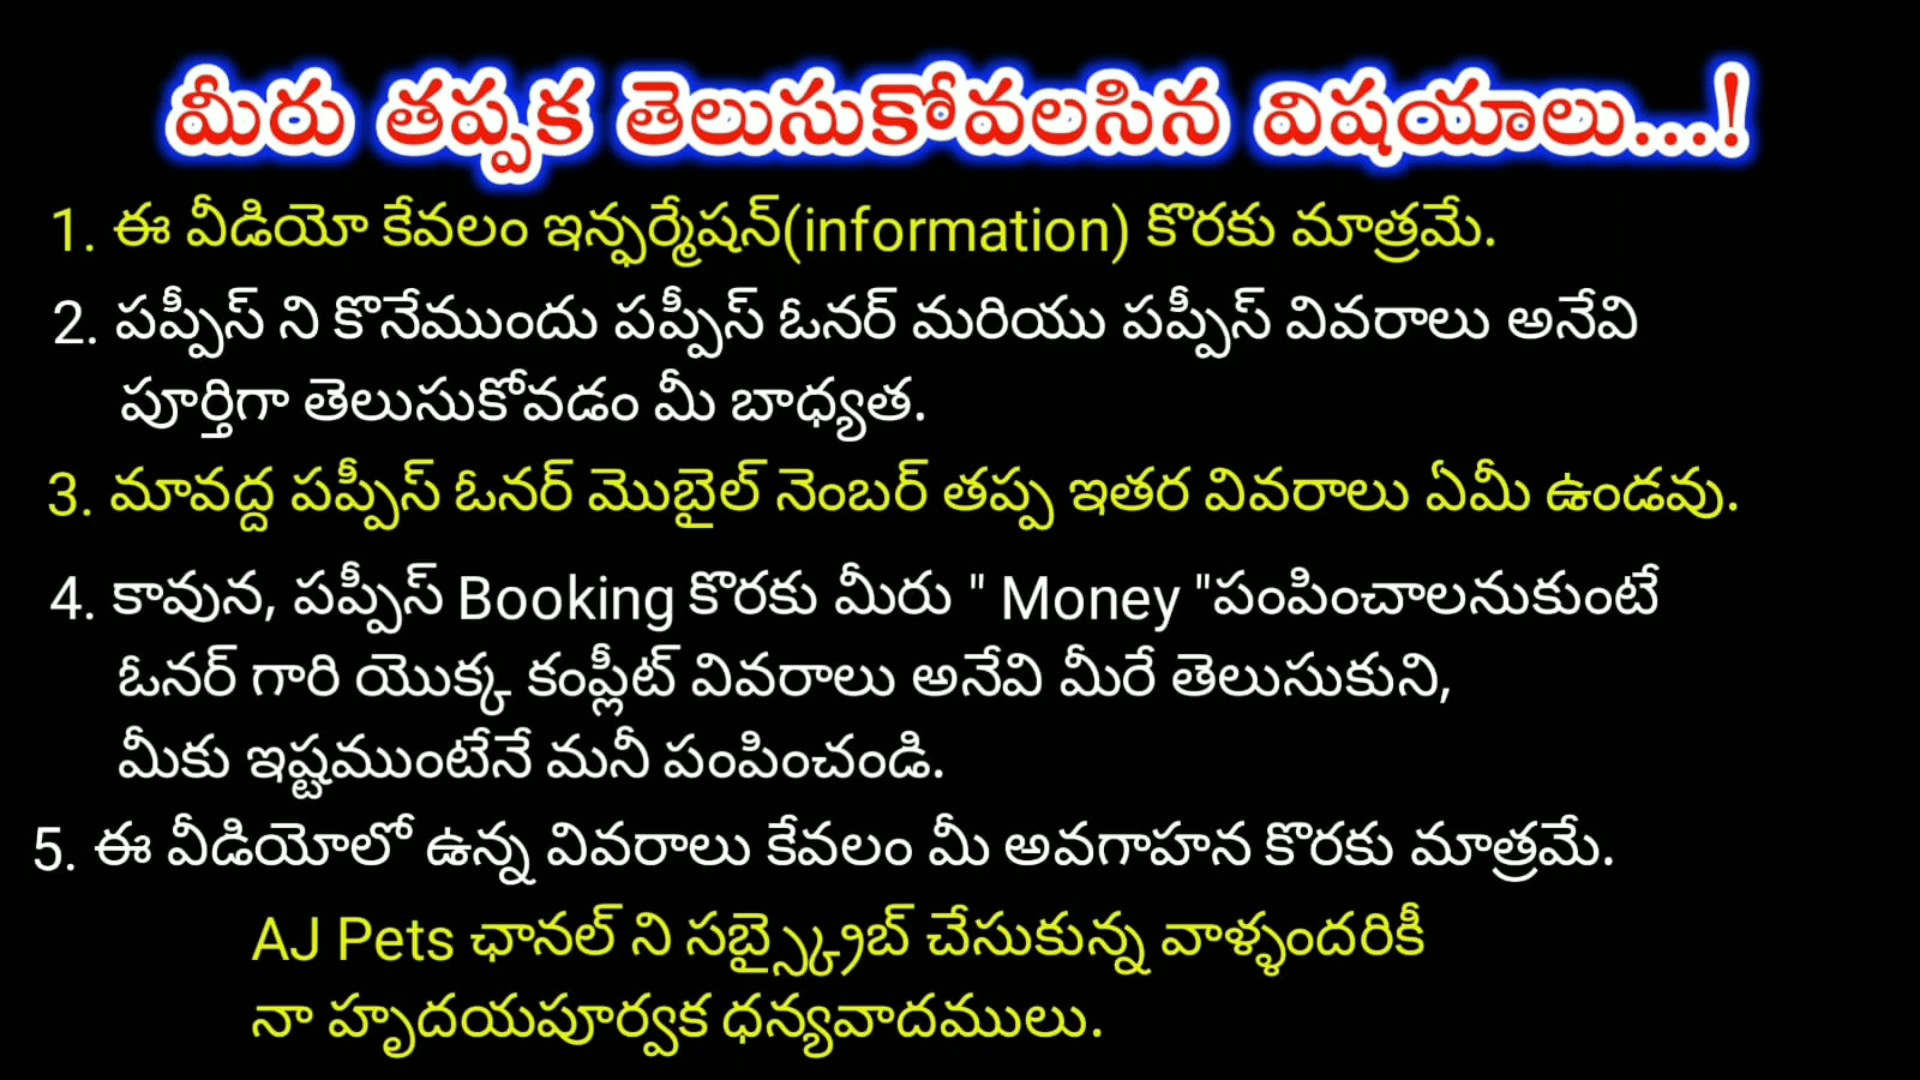 మీరు తప్పక తెలుసుకోవలసిన విషయాలు....!
1. ఈ వీడియో కేవలం ఇన్ఫర్మేషన్(information) కొరకు మాత్రమే.
2. పప్పీస్ ని కొనేముందు పప్పీస్ ఓనర్ మరియు పప్పీస్ వివరాలు అనేవి
పూర్తిగా తెలుసుకోవడం మీ బాధ్యత.
3. మావద్ద పప్పీస్ ఓనర్ మొబైల్ నెంబర్ తప్ప ఇతర వివరాలు ఏమీ ఉండవు.
4. కావున, పప్పీస్ Booking కొరకు మీరు " Money "పంపించాలనుకుంటే
ఓనర్ గారి యొక్క కంప్లీట్ వివరాలు అనేవి మీరే తెలుసుకుని,
మీకు ఇష్టముంటేనే మనీ పంపించండి.
5. ఈ వీడియోలో ఉన్న వివరాలు కేవలం మీ అవగాహన కొరకు మాత్రమే.
AJ Pets ఛానల్ ని సబ్స్క్రైబ్ చేసుకున్న వాళ్ళందరికీ
నా హృదయపూర్వక ధన్యవాదములు.